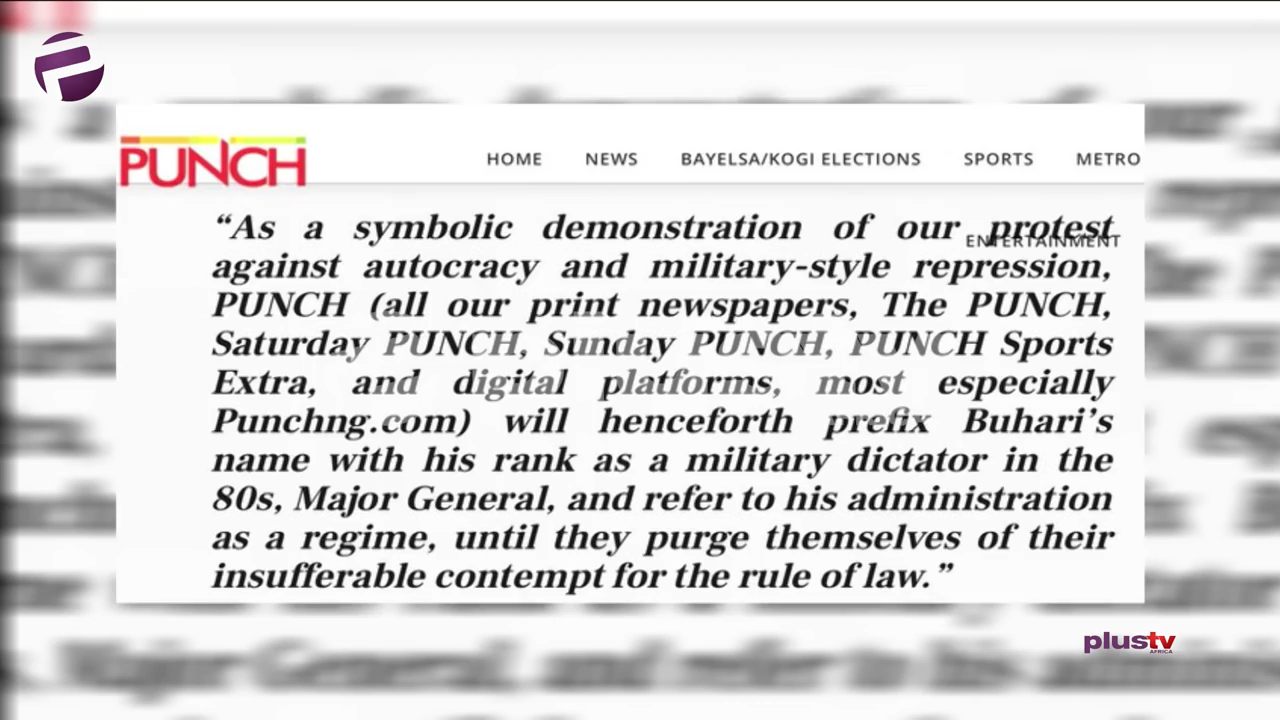 PUNCH
HOME NEWS BAYELSA/KOGI ELECTIONS SPORTS METRO
ENTERTAINMENT
“As a symbolic demonstration of our protest
against autocracy and military-style repression,
PUNCH (all our print newspapers, The PUNCH,
Saturday PUNCH, Sunday PUNCH, PUNCH Sports
Extra, and digital platforms, most especially
Punchng.com) will henceforth prefix Buhari’s
name with his rank as a military dictator in the
80s, Major General, and refer to his administration
as a regime, until they purge themselves of their
insufferable contempt for the rule of law.”
plustv
AFRICA